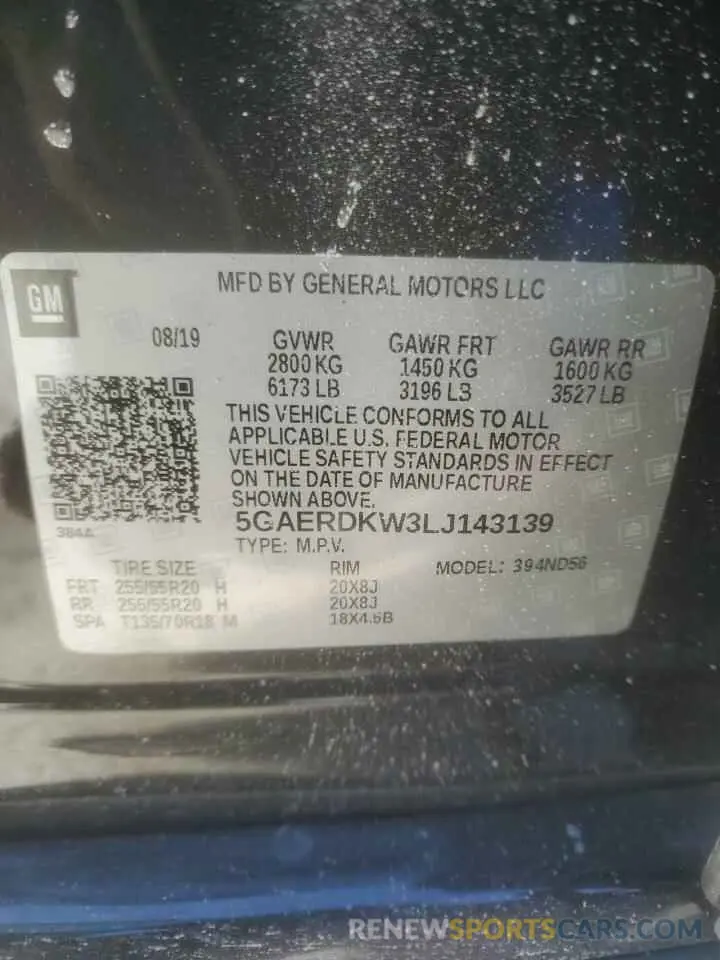 GM
MFD BY GENERAL MOTORS LLC
08/19 GVWR GAWR FRT GAWR RR
2800 KG 1450 KG 1600 KG
6173 LB 3196 LB 3527 LB
THIS VEHICLE CONFORMS TO ALL
APPLICABLE U.S. FEDERAL MOTOR
VEHICLE SAFETY STANDARDS IN EFFECT
ON THE DATE OF MANUFACTURE
SHOWN ABOVE.
384A
5GAERDKW3LJ143139
TYPE: M.P.V.
TIRE SIZE RIM MODEL: 394ND56
FRT 255/55R20 H 20X8J
RR 255/55R20 H 20X8J
SPA T135/70R18 M 18X4.5B
RENEWSPORTSCARS.COM